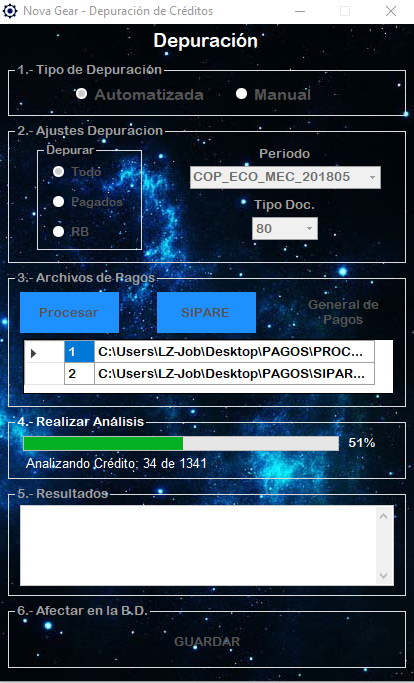 Nova Gear - Depuración de Créditos
Depuración
1.- Tipo de Depuración
Automatizada Manual
2.- Ajustes Depuracion
Depurar
Todo
Pagados
RB
Periodo
COP_ECO_MEC_201805
Tipo Doc.
80
3.- Archivos de Pagos
Procesar SIPARE General de
Pagos
1 C:\Users\LZ-Job\Desktop\PAGOS\PROC...
2 C:\Users\LZ-Job\Desktop\PAGOS\SIPAR...
4.- Realizar Análisis
51%
Analizando Crédito: 34 de 1341
5.- Resultados
6.- Afectar en la B.D.
GUARDAR